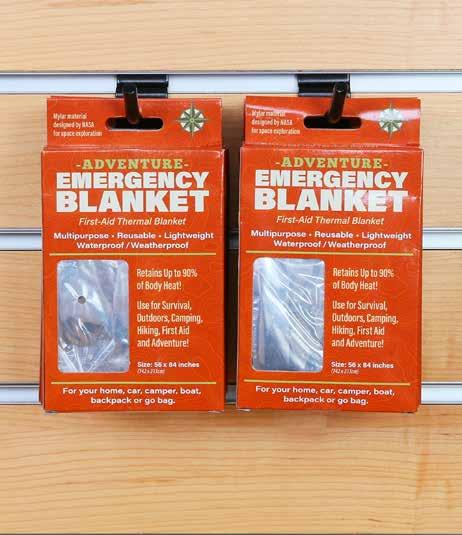 Mylar material
designed by NASA
for space exploration
-ADVENTURE-
EMERGENCY
BLANKET
First-Aid Thermal Blanket
Multipurpose • Reusable • Lightweight
Waterproof/Weatherproof
Retains Up to 90%
of Body Heat!
Use for Survival,
Outdoors, Camping,
Hiking, First Aid
and Adventure!
Size: 56 x 84 inches
(142 x 213cm)
For your home, car, camper, boat,
backpack or go bag.
Mylar material
designed by NASA
for space exploration
-ADVENTURE-
EMERGENCY
BLANKET
First-Aid Thermal Blanket
Multipurpose • Reusable • Lightweight
Waterproof/Weatherproof
Retains Up to 90%
of Body Heat!
Use for Survival,
Outdoors, Camping,
Hiking, First Aid
and Adventure!
Size: 56 x 84 inches
(142 x 213cm)
For your home, car, camper, boat,
backpack or go bag.